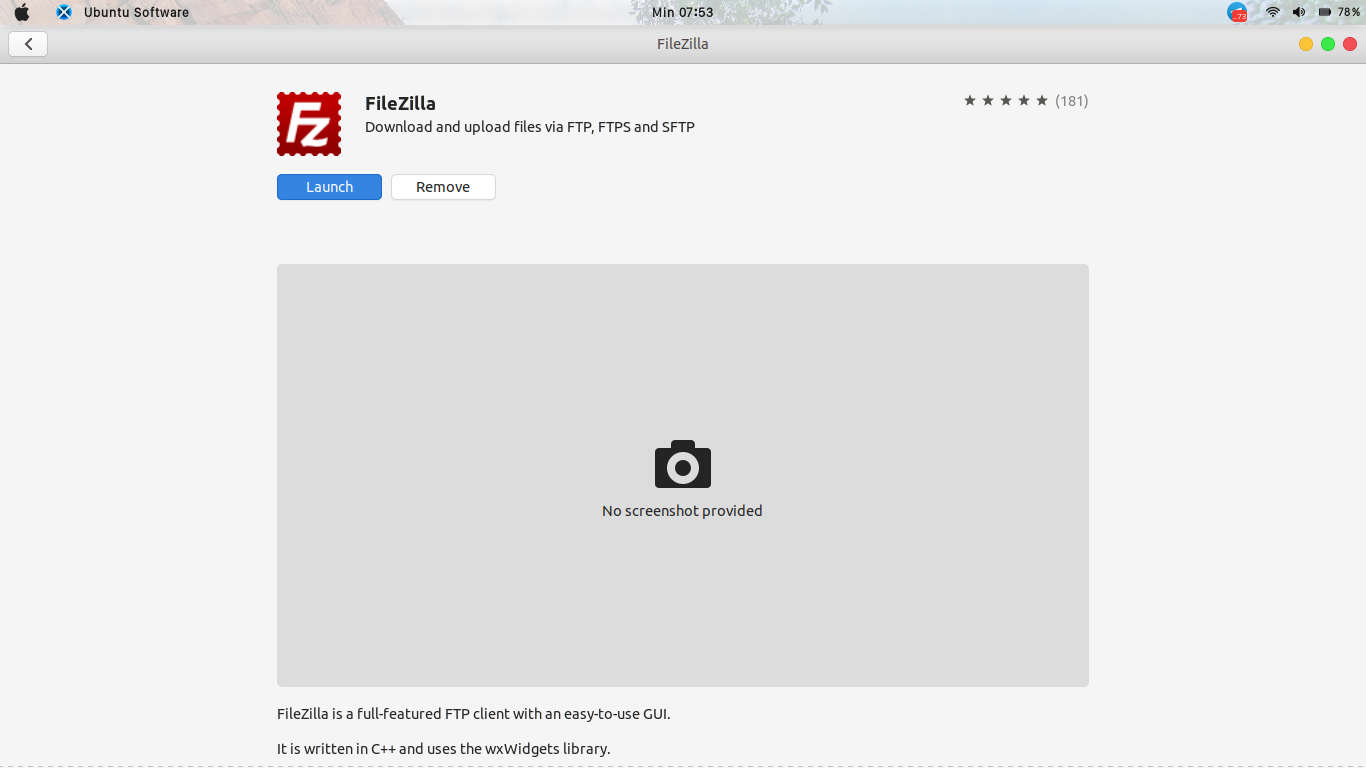 Ubuntu Software
Min 07:53
78%
FileZilla
FileZilla
(181)
Download and upload files via FTP, FTPS and SFTP
Launch
Remove
No screenshot provided
FileZilla is a full-featured FTP client with an easy-to-use GUI.
It is written in C++ and uses the wxWidgets library.